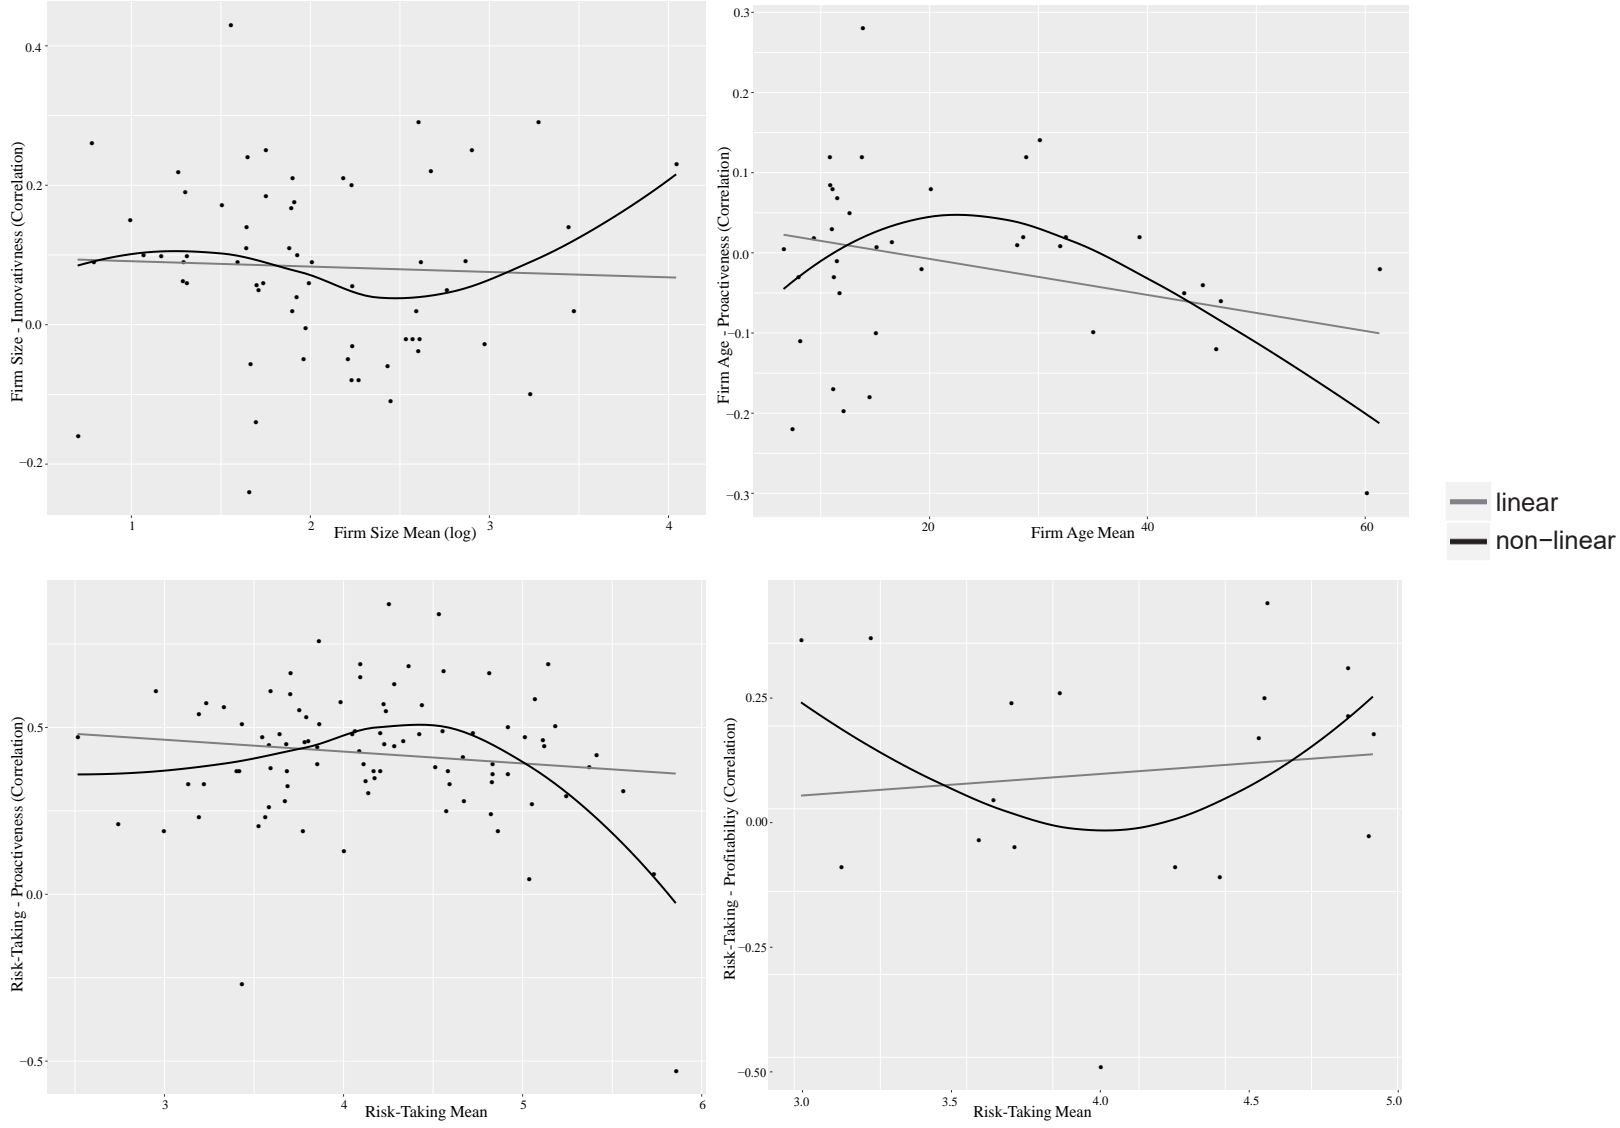 Firm Size - Innovativness (Correlation)
0.4
0.2
0.0
−0.2
1 2 3 4
Firm Size Mean (log)
Firm Age - Proactiveness (Correlation)
0.3
0.2
0.1
0.0
−0.1
−0.2
−0.3
20 40 60
Firm Age Mean
linear
non−linear
Risk-Taking - Proactiveness (Correlation)
0.5
0.0
−0.5
3 4 5 6
Risk-Taking Mean
Risk-Taking - Profitabiltiy (Correlation)
0.25
0.00
−0.25
−0.50
3.0 3.5 4.0 4.5 5.0
Risk-Taking Mean